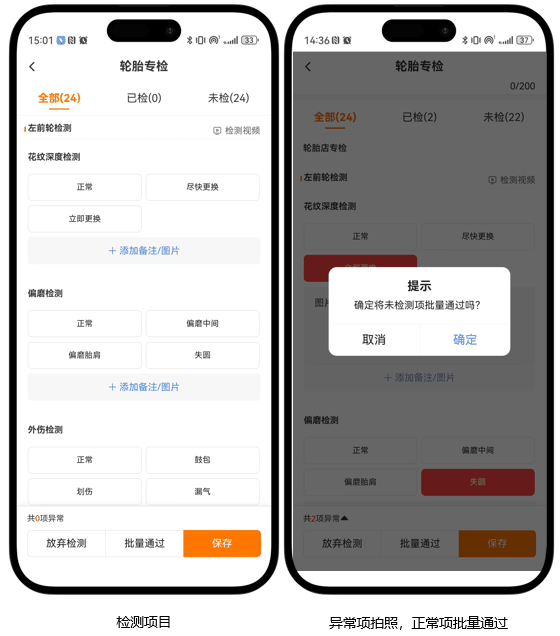 15:01
33
轮胎专检
全部(24)
已检(0)
未检(24)
左前轮检测
检测视频
花纹深度检测
正常
尽快更换
立即更换
+ 添加备注/图片
偏磨检测
正常
偏磨中间
偏磨胎肩
失圆
+ 添加备注/图片
外伤检测
正常
鼓包
划伤
漏气
共0项异常
放弃检测
批量通过
保存
检测项目
14:36
37
轮胎专检
0/200
全部(24)
已检(2)
未检(22)
轮胎店专检
左前轮检测
检测视频
花纹深度检测
正常
尽快更换
提示
确定将未检测项批量通过吗?
取消
确定
+ 添加备注/图片
偏磨检测
正常
偏磨中间
偏磨胎肩
失圆
共2项异常
放弃检测
批量通过
保存
异常项拍照，正常项批量通过